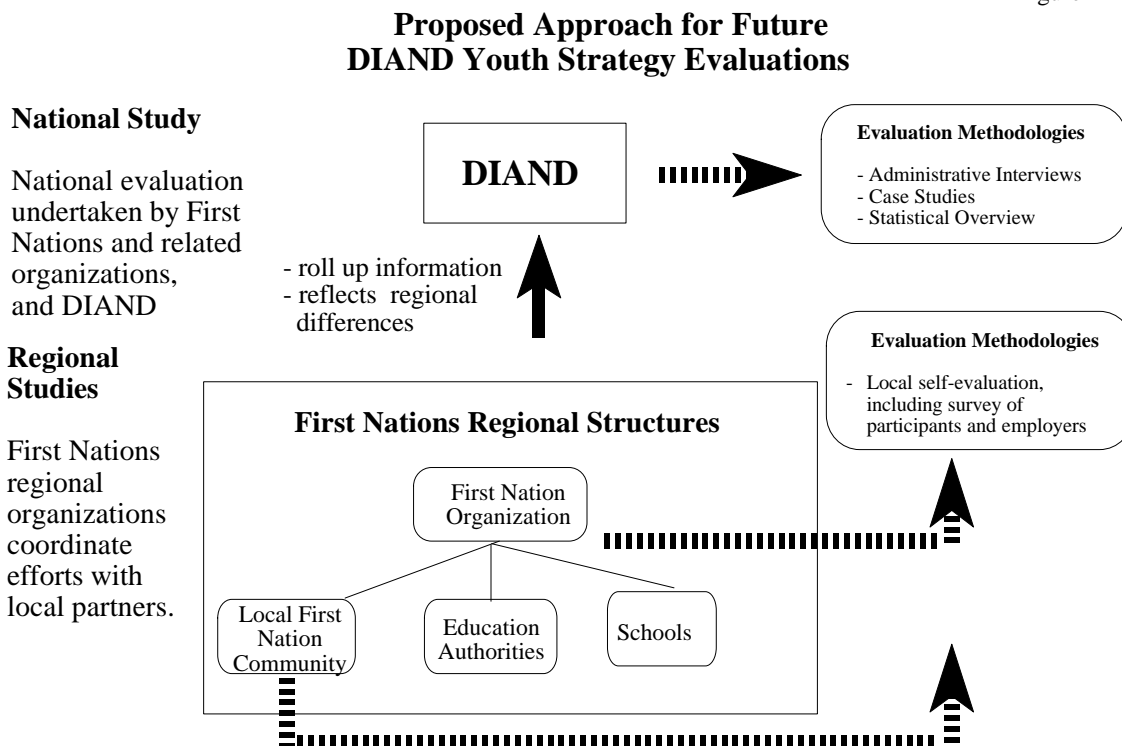 Proposed Approach for Future
DIAND Youth Strategy Evaluations
National Study
National evaluation
undertaken by First
Nations and related
organizations,
and DIAND
DIAND
Evaluation Methodologies
- Administrative Interviews
- Case Studies
- Statistical Overview
- roll up information
- reflects regional
differences
Regional
Studies
First Nations
regional
organizations
coordinate
efforts with
local partners.
Evaluation Methodologies
- Local self-evaluation,
including survey of
participants and employers
First Nations Regional Structures
First Nation
Organization
Local First
Nation
Community
Education
Authorities
Schools